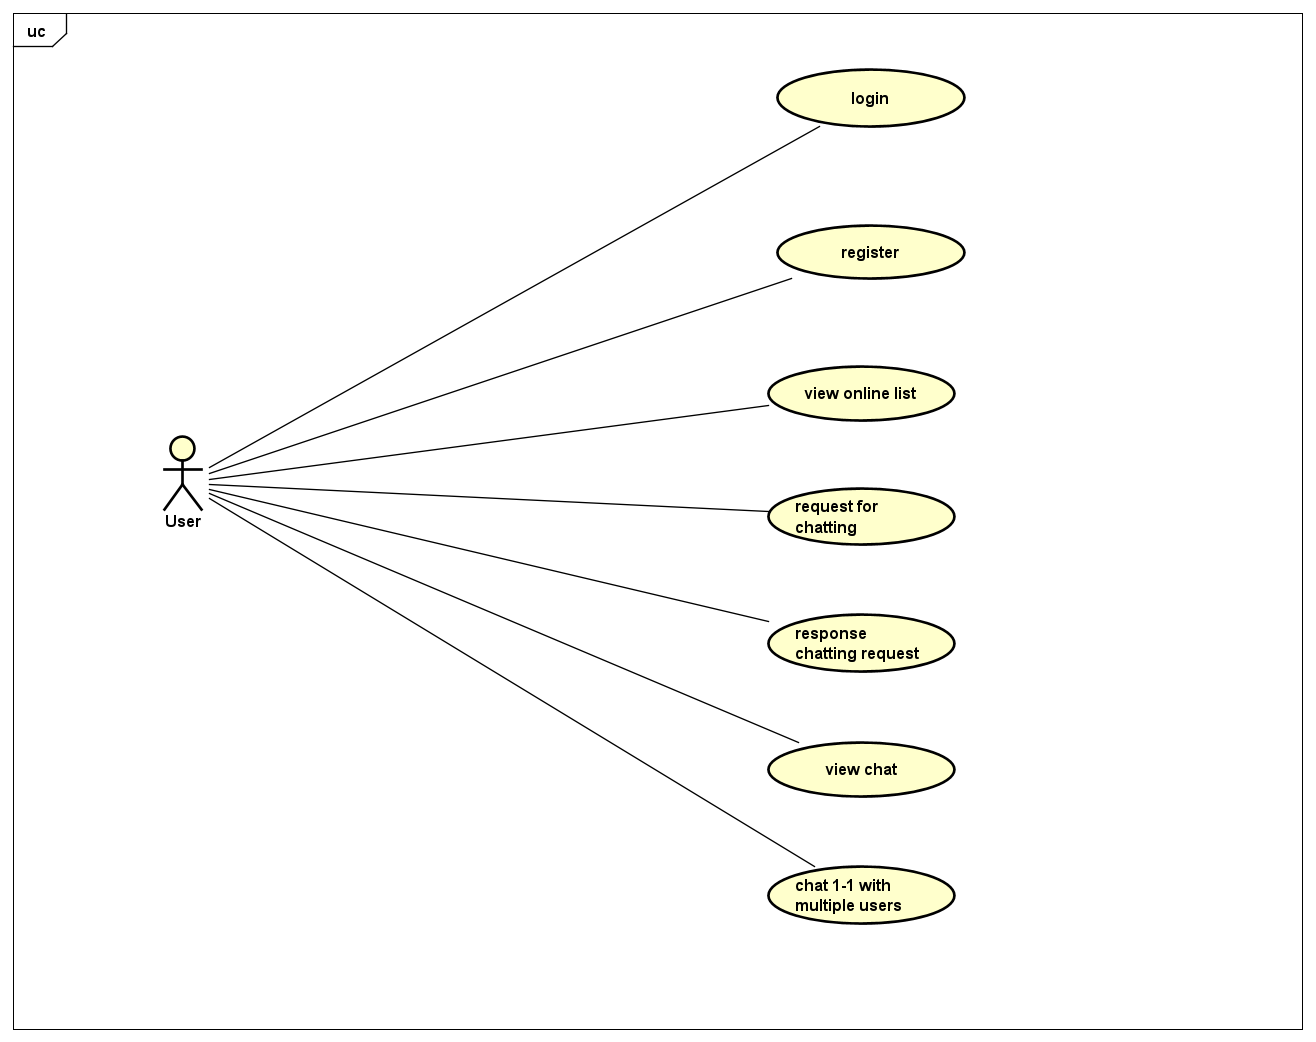 uc
login
register
view online list
User
request for
chatting
response
chatting request
view chat
chat 1-1 with
multiple users